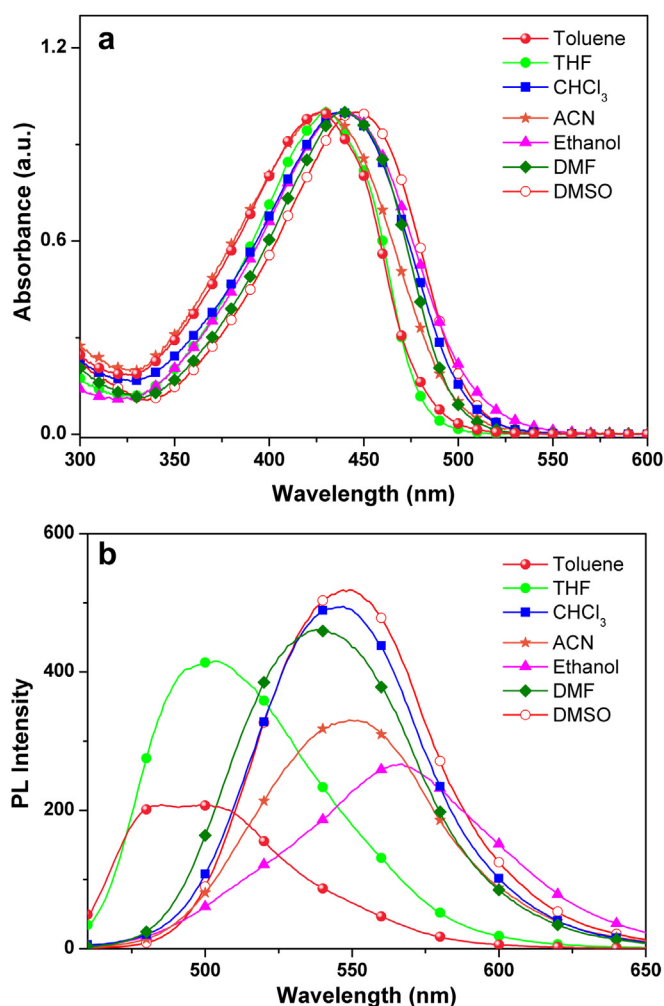 a
Toluene
THF
CHCl₃
ACN
Ethanol
DMF
DMSO
1.2
0.6
0.0
Absorbance (a.u.)
300 350 400 450 500 550 600
Wavelength (nm)
b
Toluene
THF
CHCl₃
ACN
Ethanol
DMF
DMSO
600
400
200
0
PL Intensity
500 550 600 650
Wavelength (nm)